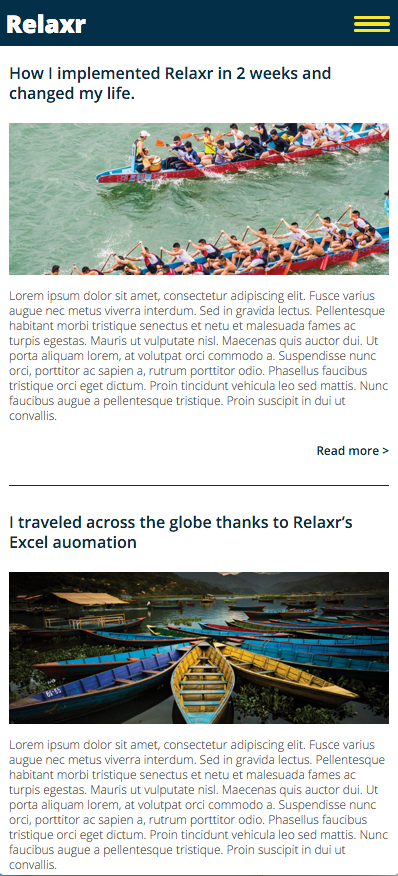 Relaxr
How I implemented Relaxr in 2 weeks and
changed my life.
Lorem ipsum dolor sit amet, consectetur adipiscing elit. Fusce varius
augue nec metus viverra interdum. Sed in gravida lectus. Pellentesque
habitant morbi tristique senectus et netu et malesuada fames ac
turpis egestas. Mauris ut vulputate nisl. Maecenas quis auctor dui. Ut
porta aliquam lorem, at volutpat orci commodo a. Suspendisse nunc
orci, porttitor ac sapien a, rutrum porttitor odio. Phasellus faucibus
tristique orci eget dictum. Proin tincidunt vehicula leo sed mattis. Nunc
faucibus augue a pellentesque tristique. Proin suscipit in dui ut
convallis.
Read more >
I traveled across the globe thanks to Relaxr’s
Excel auomation
Lorem ipsum dolor sit amet, consectetur adipiscing elit. Fusce varius
augue nec metus viverra interdum. Sed in gravida lectus. Pellentesque
habitant morbi tristique senectus et netu et malesuada fames ac
turpis egestas. Mauris ut vulputate nisl. Maecenas quis auctor dui. Ut
porta aliquam lorem, at volutpat orci commodo a. Suspendisse nunc
orci, porttitor ac sapien a, rutrum porttitor odio. Phasellus faucibus
tristique orci eget dictum. Proin tincidunt vehicula leo sed mattis. Nunc
faucibus augue a pellentesque tristique. Proin suscipit in dui ut
convallis.